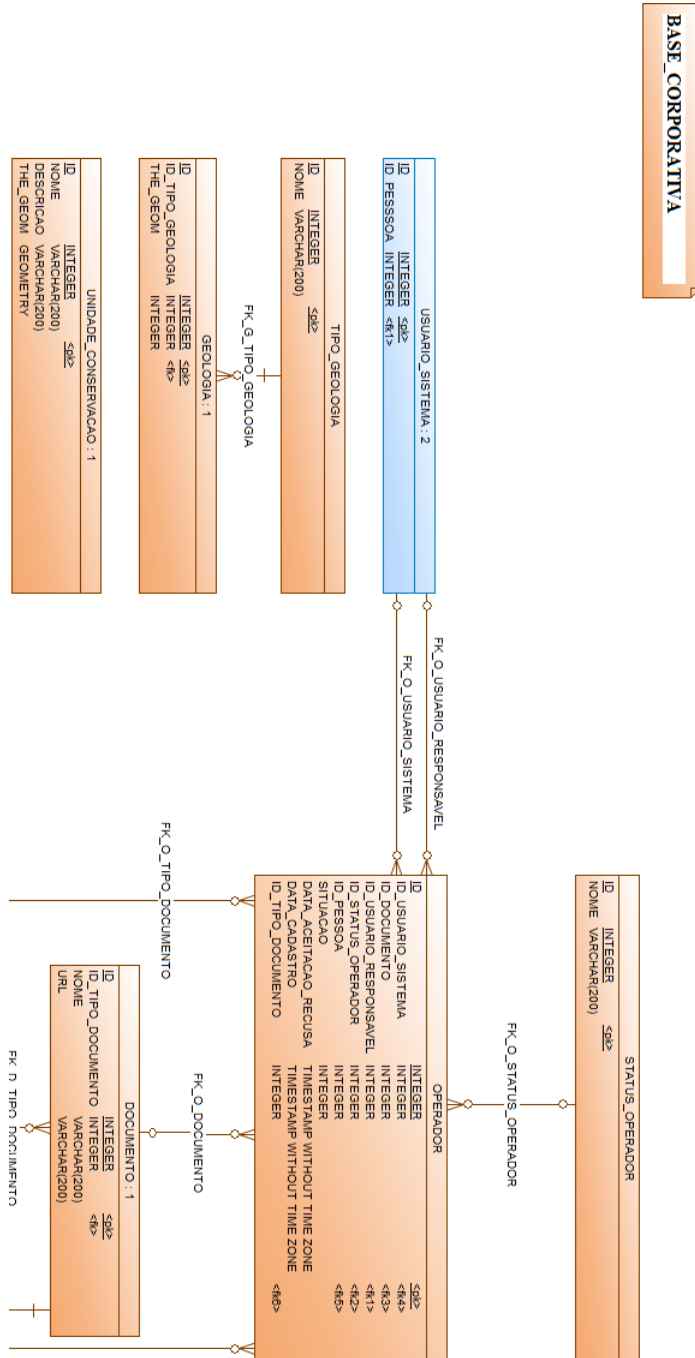 BASE_CORPORATIVA
USUARIO_SISTEMA : 2
ID INTEGER <pk>
ID_PESSSOA INTEGER <fk1>
TIPO_GEOLOGIA
ID INTEGER <pk>
NOME VARCHAR(200)
FK_G_TIPO_GEOLOGIA
GEOLOGIA : 1
ID INTEGER <pk>
ID_TIPO_GEOLOGIA INTEGER <fk>
THE_GEOM INTEGER
UNIDADE_CONSERVACAO : 1
ID INTEGER <pk>
NOME VARCHAR(200)
DESCRICAO VARCHAR(200)
THE_GEOM GEOMETRY
FK_O_USUARIO_RESPONSAVEL
FK_O_USUARIO_SISTEMA
STATUS_OPERADOR
ID INTEGER <pk>
NOME VARCHAR(200)
FK_O_STATUS_OPERADOR
OPERADOR
ID INTEGER <pk>
ID_USUARIO_SISTEMA INTEGER <fk4>
ID_DOCUMENTO INTEGER <fk3>
ID_USUARIO_RESPONSAVEL INTEGER <fk1>
ID_STATUS_OPERADOR INTEGER <fk2>
ID_PESSOA INTEGER <fk5>
SITUACAO INTEGER
DATA_ACEITACAO_RECUSA TIMESTAMP WITHOUT TIME ZONE
DATA_CADASTRO TIMESTAMP WITHOUT TIME ZONE
ID_TIPO_DOCUMENTO INTEGER <fk6>
FK_O_TIPO_DOCUMENTO
FK_O_DOCUMENTO
DOCUMENTO : 1
ID INTEGER <pk>
ID_TIPO_DOCUMENTO INTEGER <fk>
NOME VARCHAR(200)
URL VARCHAR(200)
FK_D_TIPO_DOCUMENTO